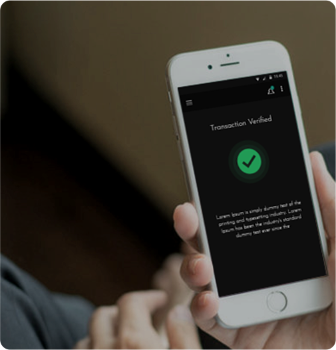 Transaction Verified
Lorem Ipsum is simply dummy text of the
printing and typesetting industry. Lorem
Ipsum has been the industry's standard
dummy text ever since the